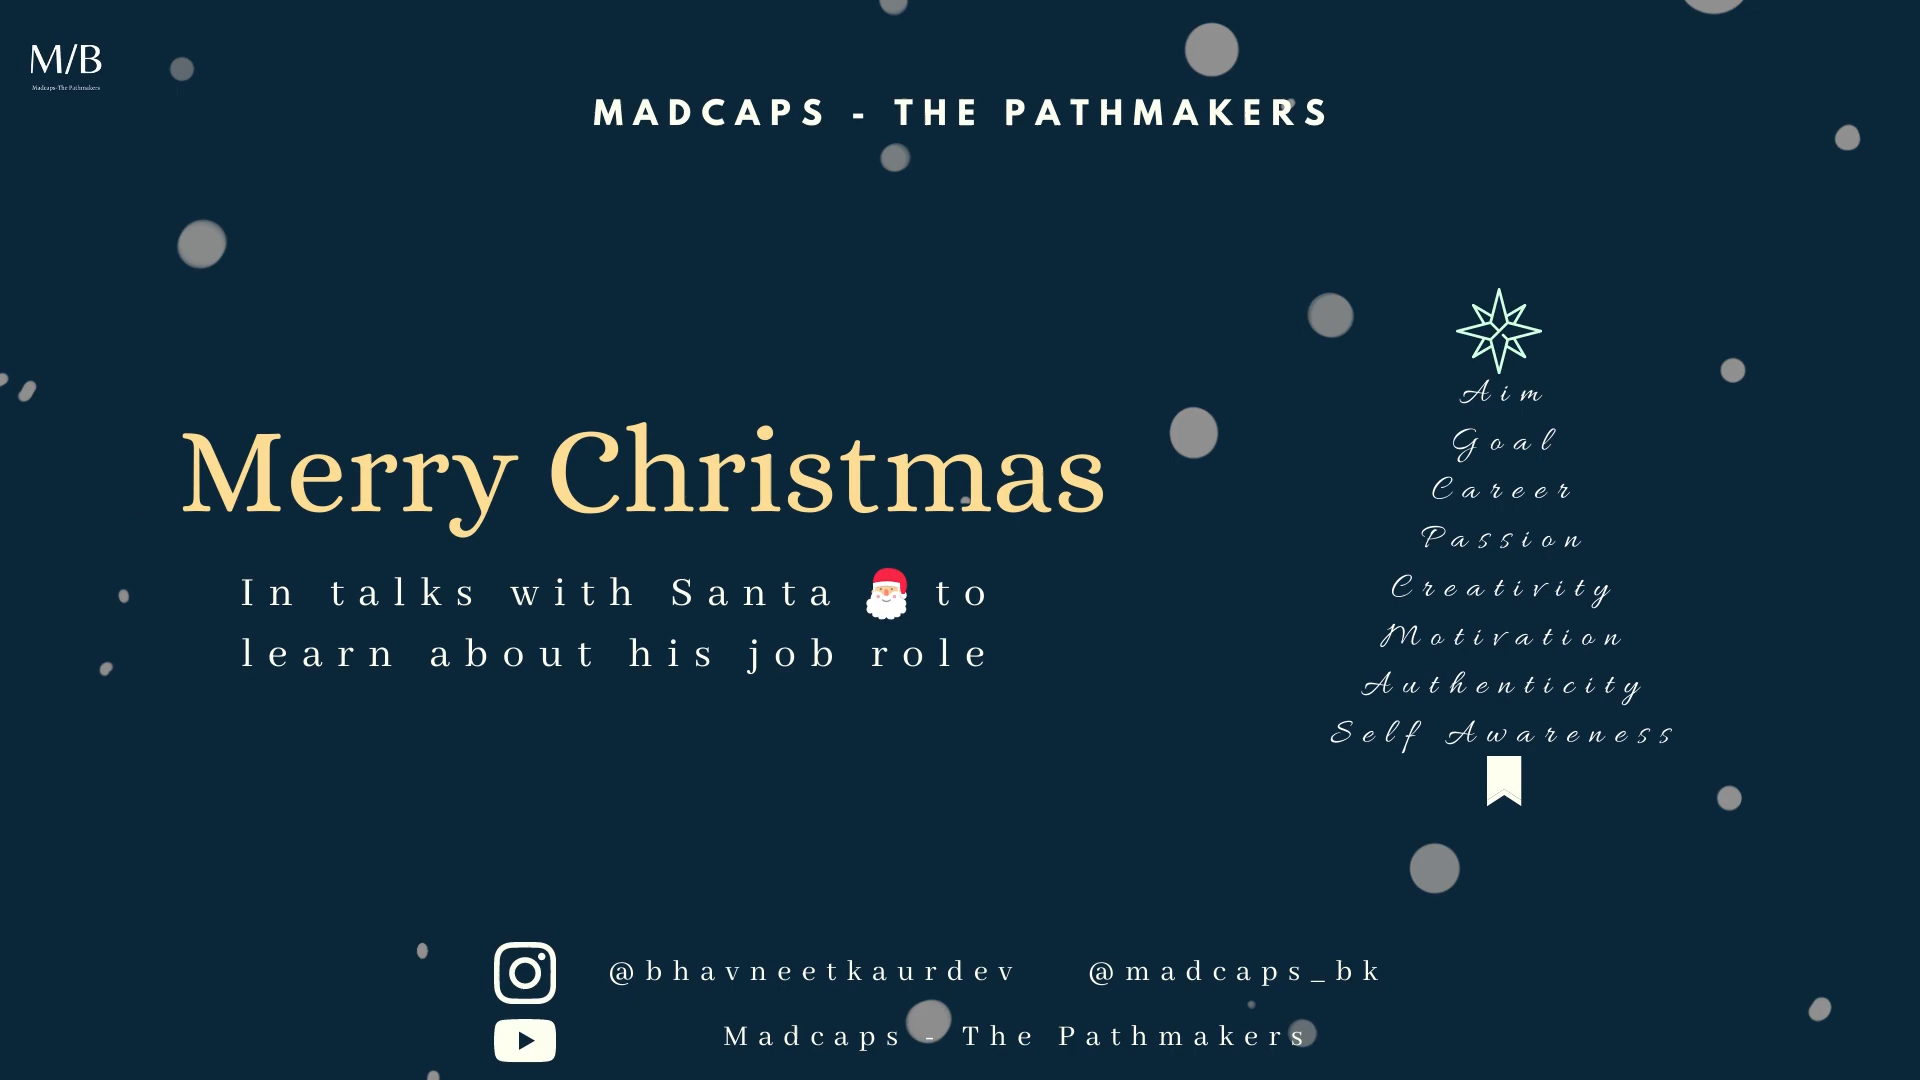 M/B
Madcaps-The Pathmakers
MADCAPS - THE PATHMAKERS
Merry Christmas
In talks with Santa 🎅 to
learn about his job role
Aim
Goal
Career
Passion
Creativity
Motivation
Authenticity
Self Awareness
@bhavneetkaurdev @madcaps_bk
Madcaps - The Pathmakers